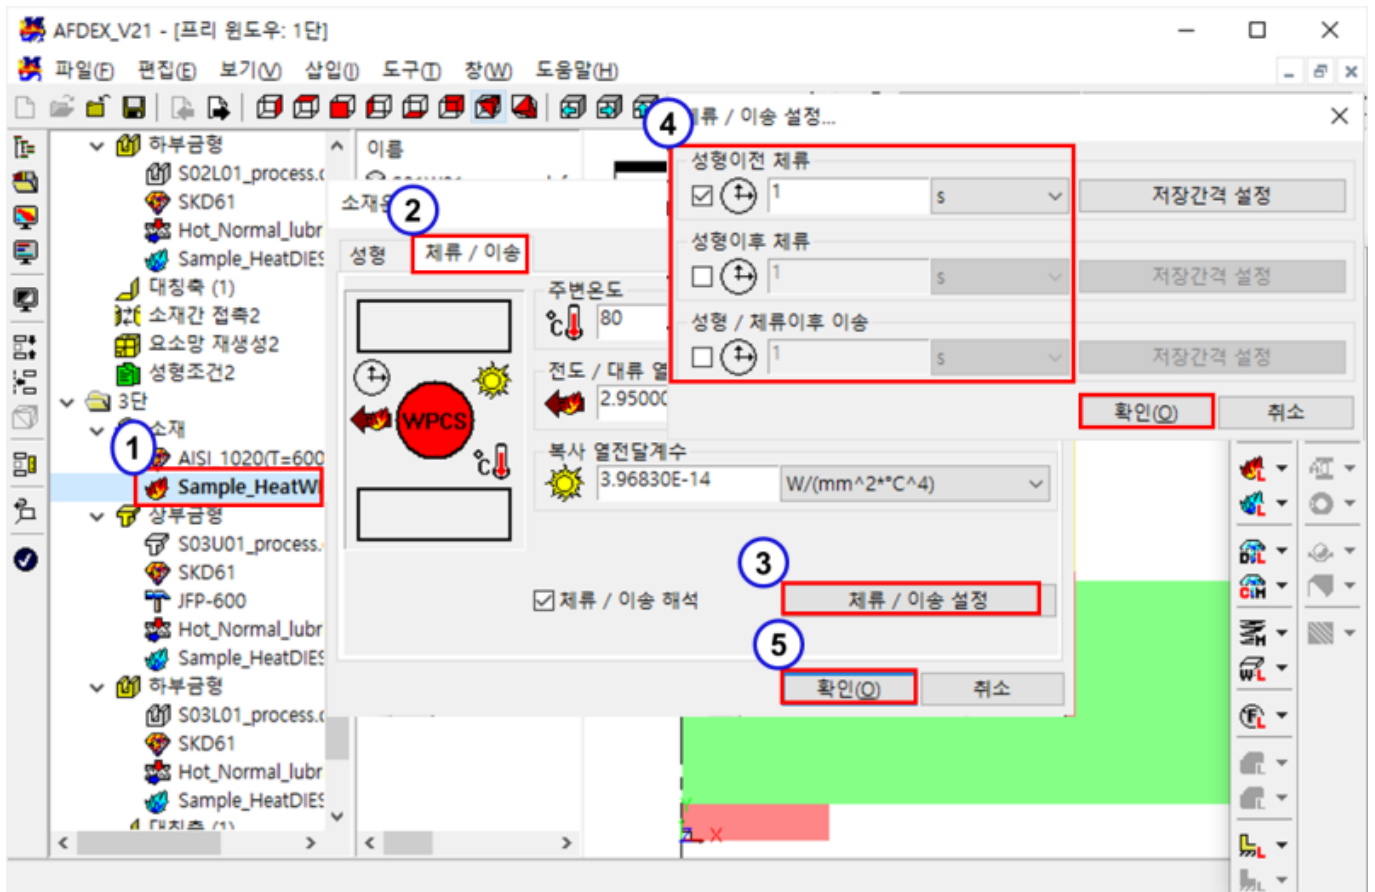 AFDEX_V21 - [프리 윈도우: 1단]
파일(F) 편집(E) 보기(V) 삽입(I) 도구(T) 창(W) 도움말(H)
하부금형
S02L01_process.
SKD61
Hot_Normal_lubr
Sample_HeatDIES
대칭축 (1)
소재간 접촉2
요소망 재생성2
성형조건2
3단
소재
1
AISI_1020(T=600
Sample_HeatWI
상부금형
S03U01_process.
SKD61
JFP-600
Hot_Normal_lubr
Sample_HeatDIES
하부금형
S03L01_process.
SKD61
Hot_Normal_lubr
Sample_HeatDIES
대칭축 (1)
이름
2
성형
체류 / 이송
WPCS
℃
주변온도
℃
80
전도 / 대류 열
2.95000
복사 열전달계수
3.96830E-14
W/(mm^2*°C^4)
체류 / 이송 해석
3
체류 / 이송 설정
5
확인(O)
취소
4
류 / 이송 설정...
성형이전 체류
1
s
저장간격 설정
성형이후 체류
1
s
저장간격 설정
성형 / 체류이후 이송
1
s
저장간격 설정
확인(O)
취소
Y
Z
X